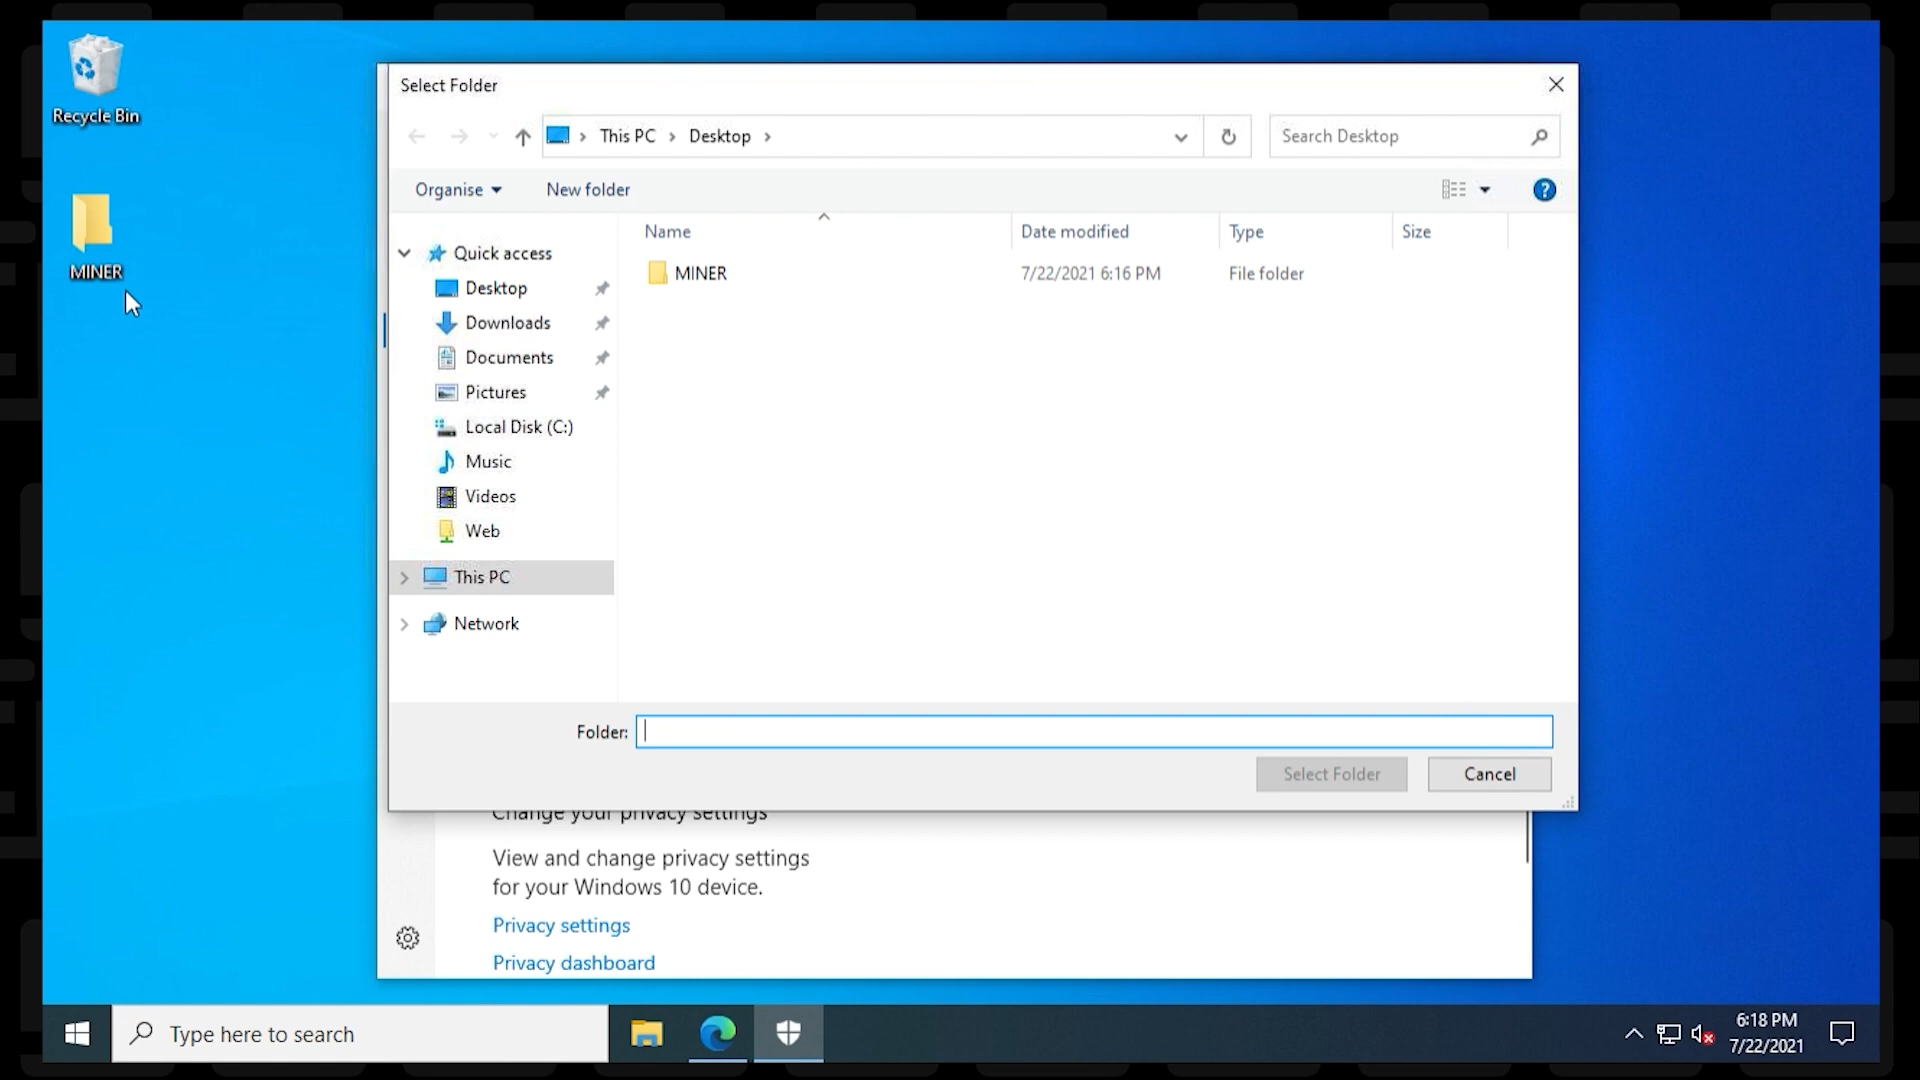 Recycle Bin
MINER
Select Folder
This PC
Desktop
Search Desktop
Organise
New folder
Name
Date modified
Type
Size
MINER
7/22/2021 6:16 PM
File folder
Quick access
Desktop
Downloads
Documents
Pictures
Local Disk (C:)
Music
Videos
Web
This PC
Network
Folder:
Select Folder
Cancel
Change your privacy settings
View and change privacy settings
for your Windows 10 device.
Privacy settings
Privacy dashboard
Type here to search
6:18 PM
7/22/2021